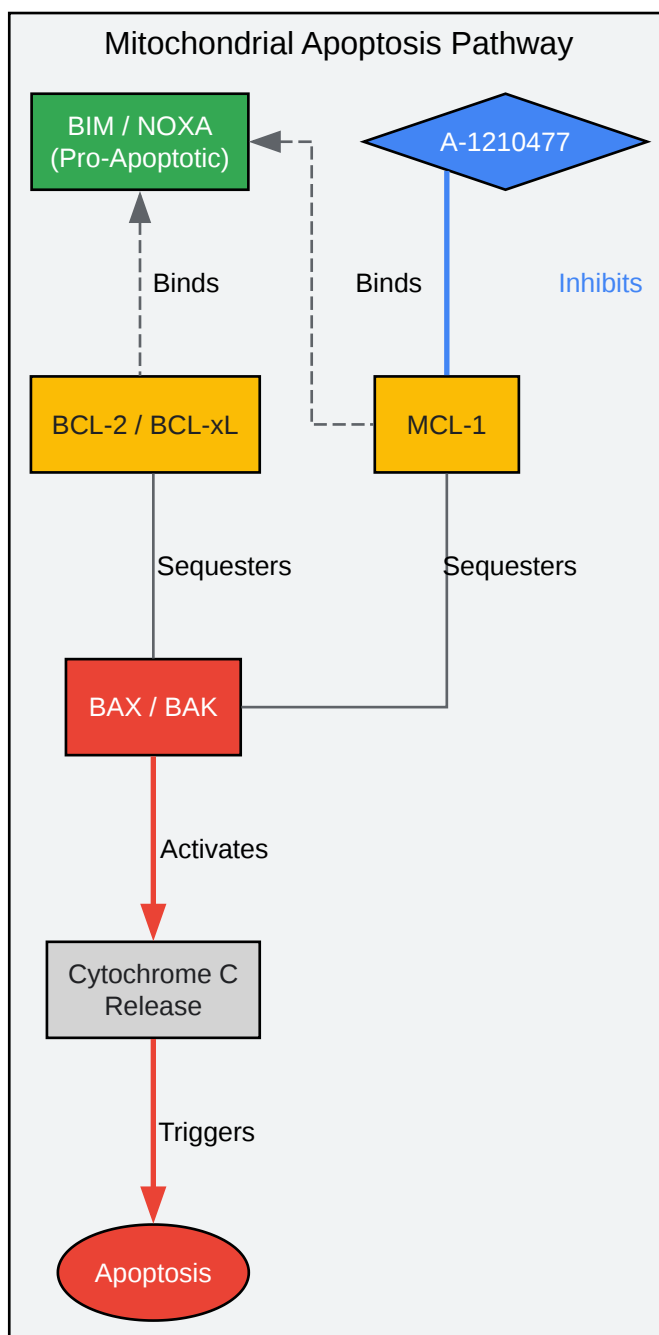 Mitochondrial Apoptosis Pathway
BIM / NOXA
(Pro-Apoptotic)
A-1210477
Binds
Binds
Inhibits
BCL-2 / BCL-xL
MCL-1
Sequesters
Sequesters
BAX / BAK
Activates
Cytochrome C
Release
Triggers
Apoptosis